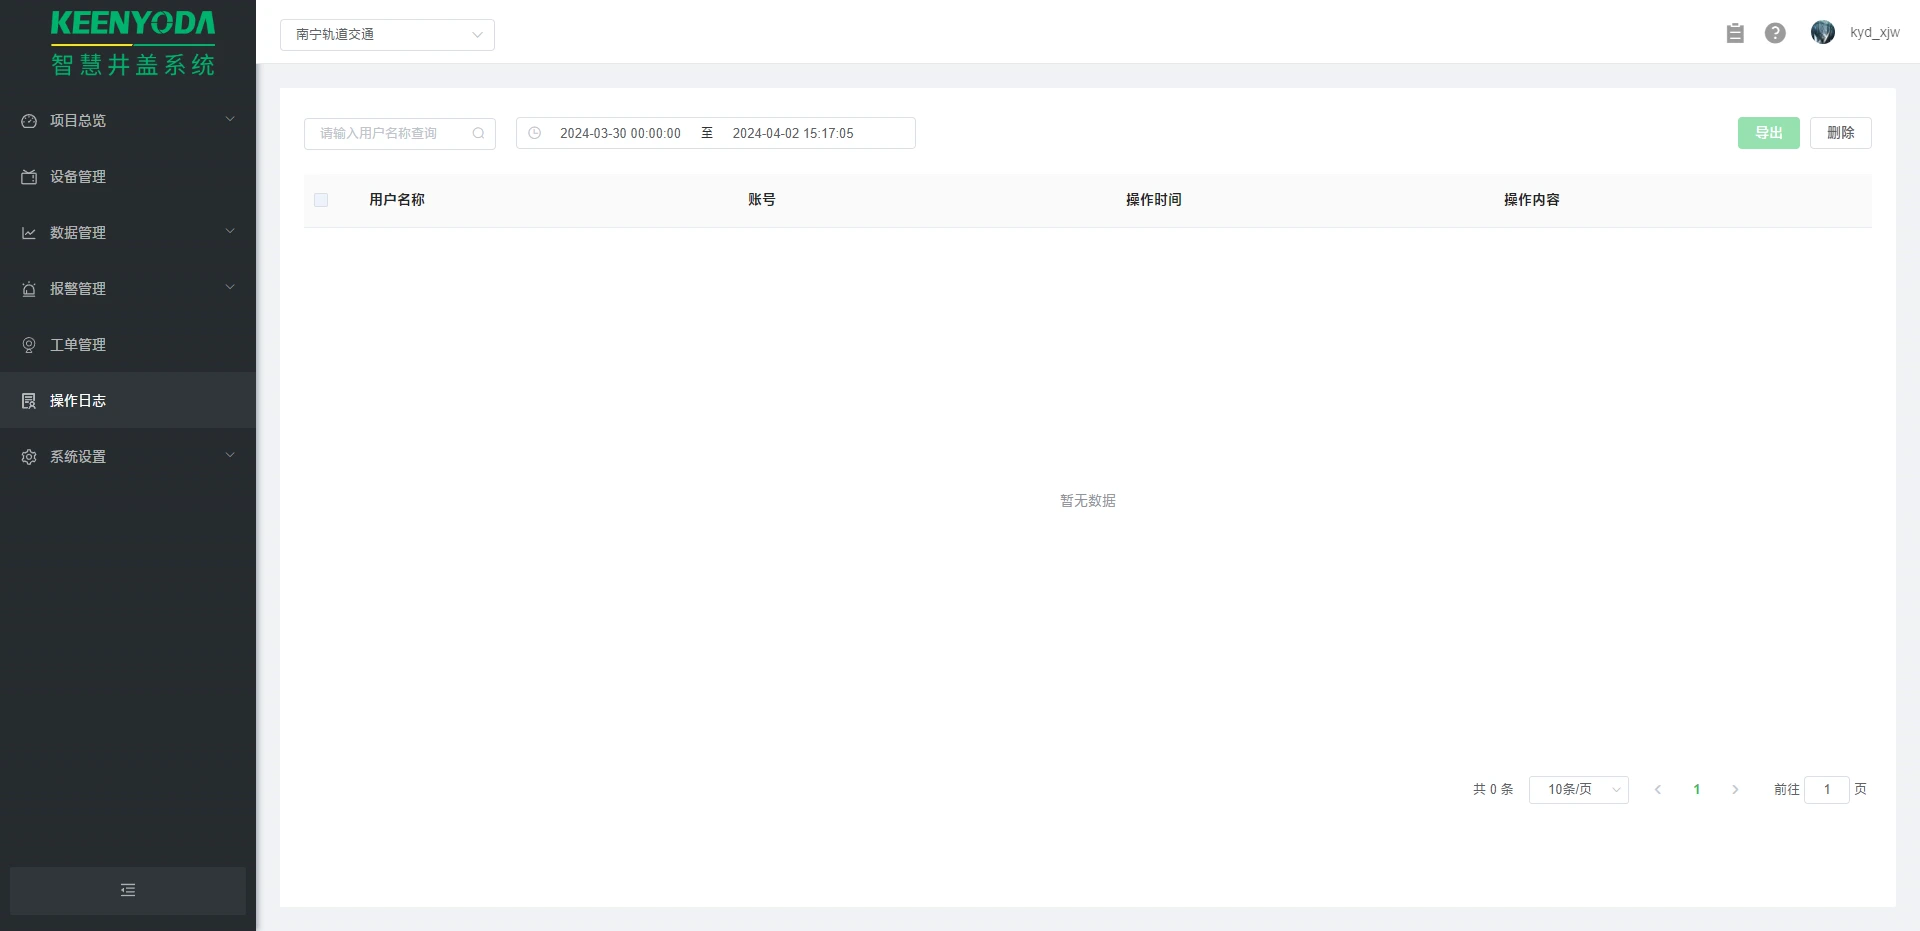 KEENYODA
智慧井盖系统
项目总览
设备管理
数据管理
报警管理
工单管理
操作日志
系统设置
南宁轨道交通
kyd_xjw
请输入用户名称查询
2024-03-30 00:00:00 至 2024-04-02 15:17:05
导出
删除
用户名称 账号 操作时间 操作内容
暂无数据
共 0 条 10条/页 1 前往 1 页